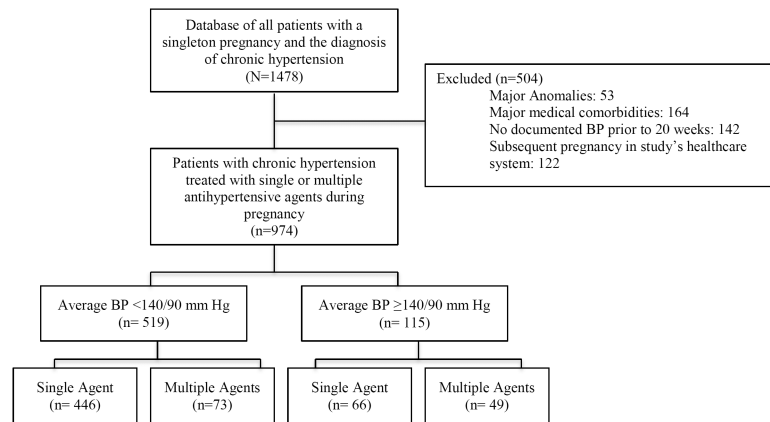 Database of all patients with a
singleton pregnancy and the diagnosis
of chronic hypertension
(N=1478)
Excluded (n=504)
Major Anomalies: 53
Major medical comorbidities: 164
No documented BP prior to 20 weeks: 142
Subsequent pregnancy in study’s healthcare
system: 122
Patients with chronic hypertension
treated with single or multiple
antihypertensive agents during
pregnancy
(n=974)
Average BP <140/90 mm Hg
(n= 519)
Average BP ≥140/90 mm Hg
(n= 115)
Single Agent
(n= 446)
Multiple Agents
(n=73)
Single Agent
(n= 66)
Multiple Agents
(n= 49)